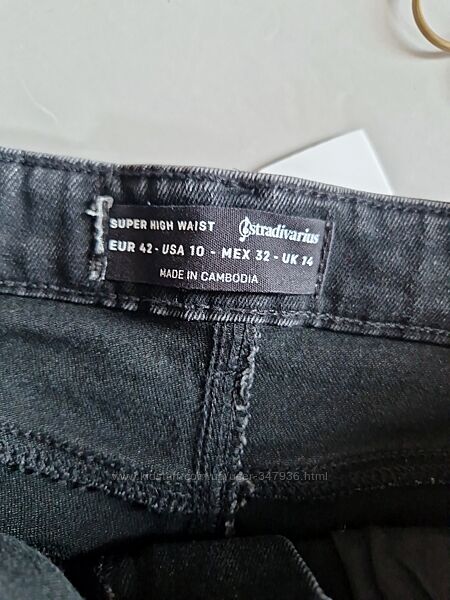 SUPER HIGH WAIST stradivarius
EUR 42 - USA 10 - MEX 32 - UK 14
MADE IN CAMBODIA